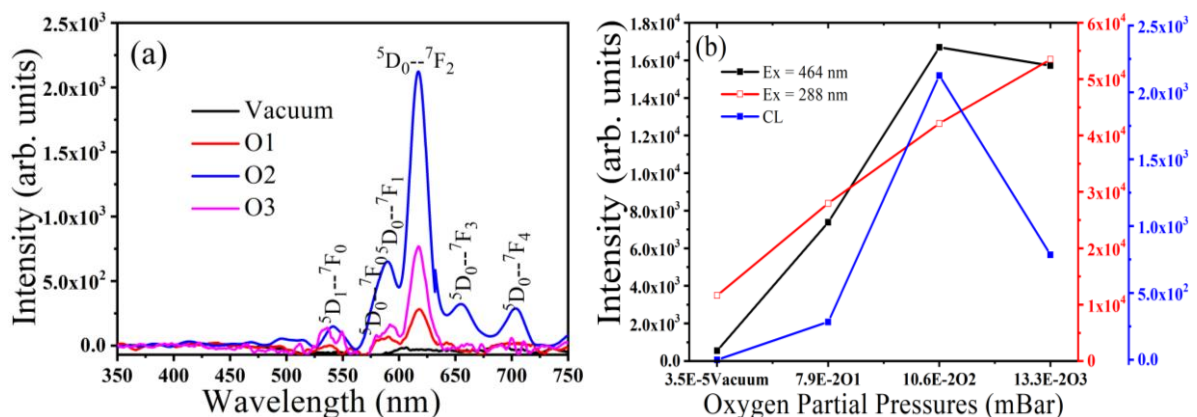 (a)
Intensity (arb. units)
2.5x10³
2.0x10³
1.5x10³
1.0x10³
5.0x10²
0.0
Vacuum
O1
O2
O3
⁵D₁--⁷F₀
⁵D₀--⁷F₀
⁵D₀--⁷F₁
⁵D₀--⁷F₂
⁵D₀--⁷F₃
⁵D₀--⁷F₄
350 400 450 500 550 600 650 700 750
Wavelength (nm)
(b)
Intensity (arb. units)
1.8x10⁴
1.6x10⁴
1.4x10⁴
1.2x10⁴
1.0x10⁴
8.0x10³
6.0x10³
4.0x10³
2.0x10³
0.0
Ex = 464 nm
Ex = 288 nm
CL
6x10⁴
5x10⁴
4x10⁴
3x10⁴
2x10⁴
1x10⁴
0
2.5x10³
2.0x10³
1.5x10³
1.0x10³
5.0x10²
0.0
3.5E-5Vacuum 7.9E-2O1 10.6E-2O2 13.3E-2O3
Oxygen Partial Pressures (mBar)